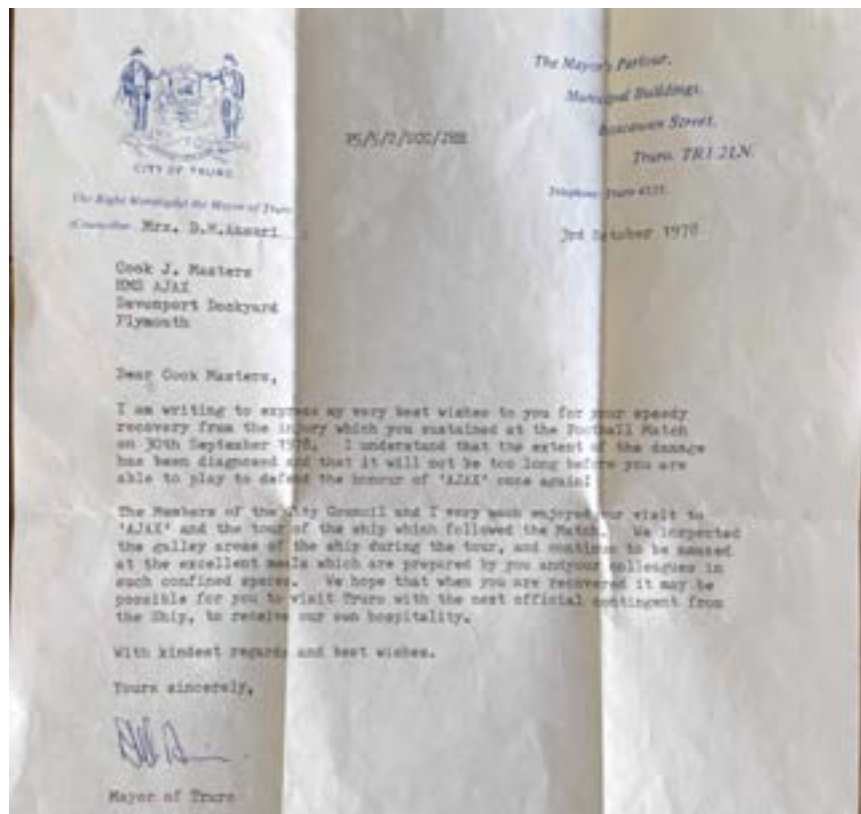 The Mayor's Parlour,
Municipal Buildings,
Boscawen Street,
Truro. TR1 2LN.
CITY OF TRURO
The Right Worshipful the Mayor of Truro
(Councillor Mrs. D.M.Ansari )
3rd October 1978
Cook J. Masters
HMS AJAX
Devonport Dockyard
Plymouth
Dear Cook Masters,
I am writing to express my very best wishes to you for your speedy
recovery from the injury which you sustained at the Football Match
on 30th September 1978. I understand that the extent of the damage
has been diagnosed and that it will not be too long before you are
able to play to defend the honour of 'AJAX' once again!
The Members of the City Council and I very much enjoyed our visit to
'AJAX' and the tour of the ship which followed the Match. We inspected
the galley areas of the ship during the tour, and continue to be amazed
at the excellent meals which are prepared by you andyour colleagues in
such confined spaces. We hope that when you are recovered it may be
possible for you to visit Truro with the next official contingent from
the Ship, to receive our own hospitality.
With kindest regards and best wishes.
Yours sincerely,
Mayor of Truro